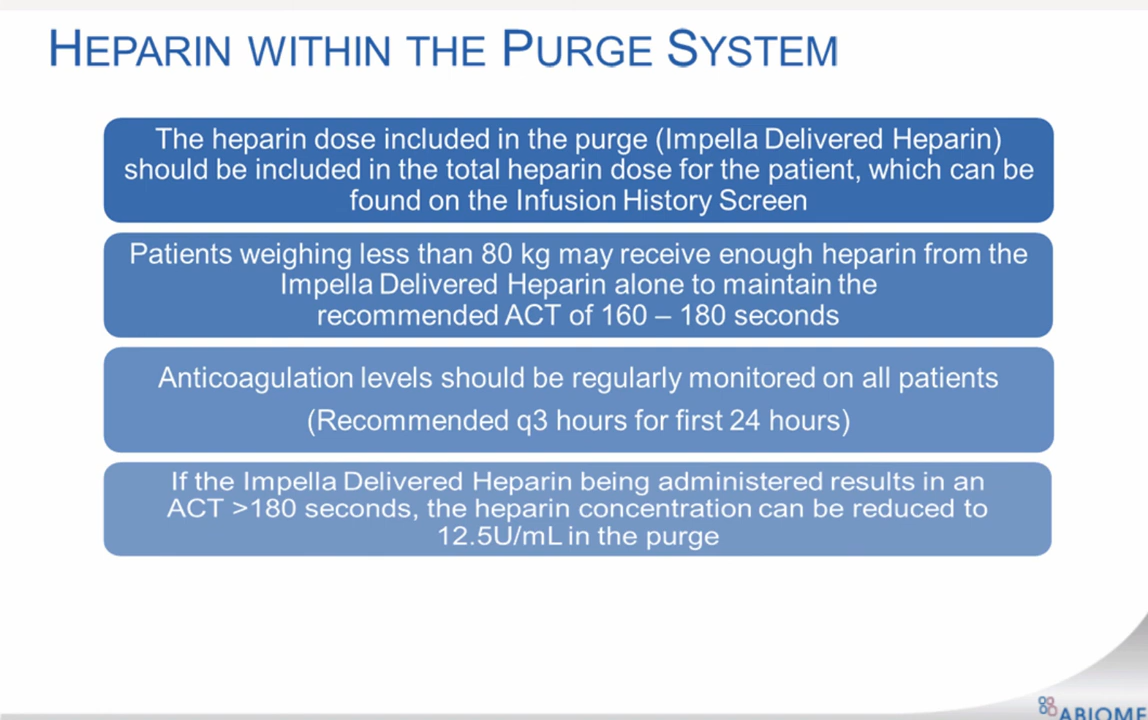 HEPARIN WITHIN THE PURGE SYSTEM
The heparin dose included in the purge (Impella Delivered Heparin)
should be included in the total heparin dose for the patient, which can be
found on the Infusion History Screen
Patients weighing less than 80 kg may receive enough heparin from the
Impella Delivered Heparin alone to maintain the
recommended ACT of 160 – 180 seconds
Anticoagulation levels should be regularly monitored on all patients
(Recommended q3 hours for first 24 hours)
If the Impella Delivered Heparin being administered results in an
ACT >180 seconds, the heparin concentration can be reduced to
12.5U/mL in the purge
ABIOME